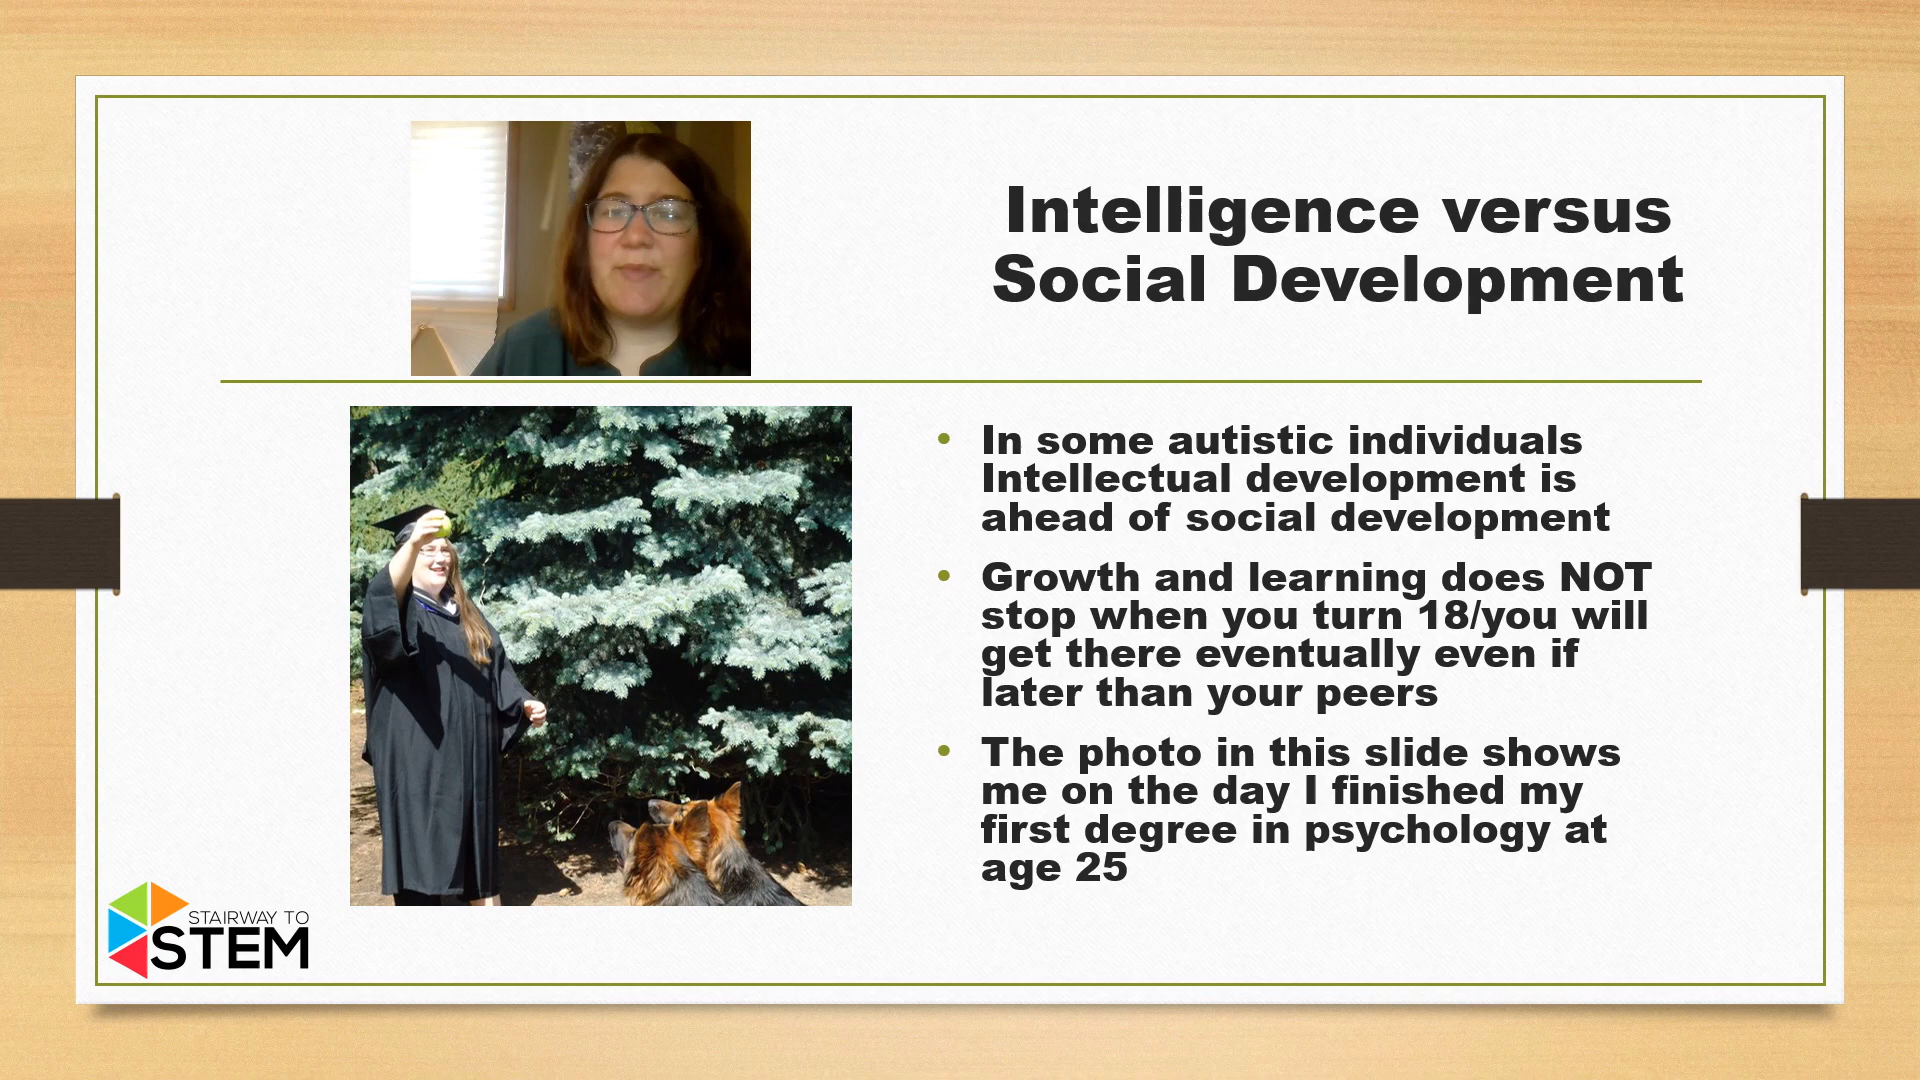 Intelligence versus
Social Development
• In some autistic individuals
Intellectual development is
ahead of social development
• Growth and learning does NOT
stop when you turn 18/you will
get there eventually even if
later than your peers
• The photo in this slide shows
me on the day I finished my
first degree in psychology at
age 25
STAIRWAY TO
STEM